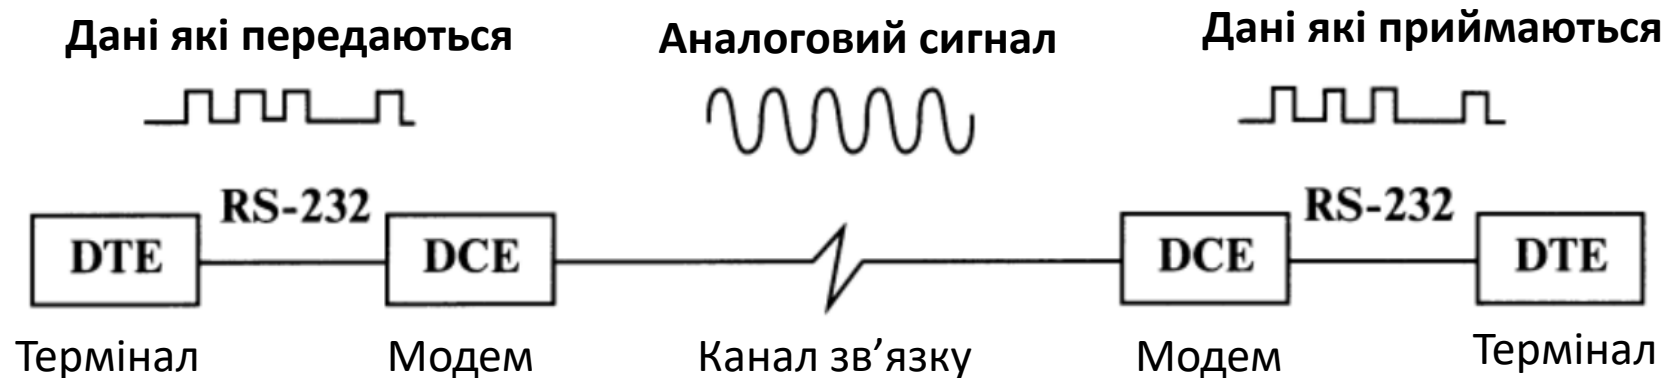 Дані які передаються
Аналоговий сигнал
Дані які приймаються
RS-232
RS-232
DTE
DCE
DCE
DTE
Термінал
Модем
Канал зв’язку
Модем
Термінал